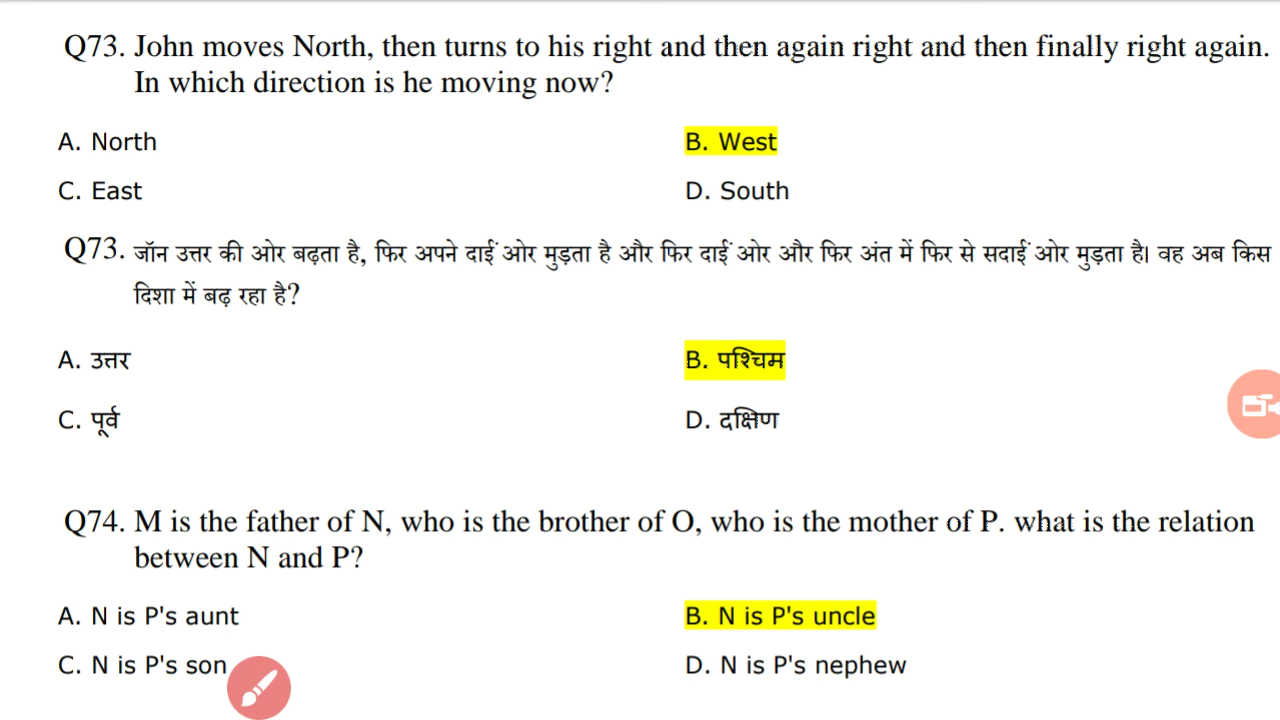 Q73. John moves North, then turns to his right and then again right and then finally right again.
In which direction is he moving now?
A. North B. West
C. East D. South
Q73. जॉन उत्तर की ओर बढ़ता है, फिर अपने दाईं ओर मुड़ता है और फिर दाईं ओर और फिर अंत में फिर से सदाईं ओर मुड़ता है। वह अब किस
दिशा में बढ़ रहा है?
A. उत्तर B. पश्चिम
C. पूर्व D. दक्षिण
Q74. M is the father of N, who is the brother of O, who is the mother of P. what is the relation
between N and P?
A. N is P's aunt B. N is P's uncle
C. N is P's son D. N is P's nephew